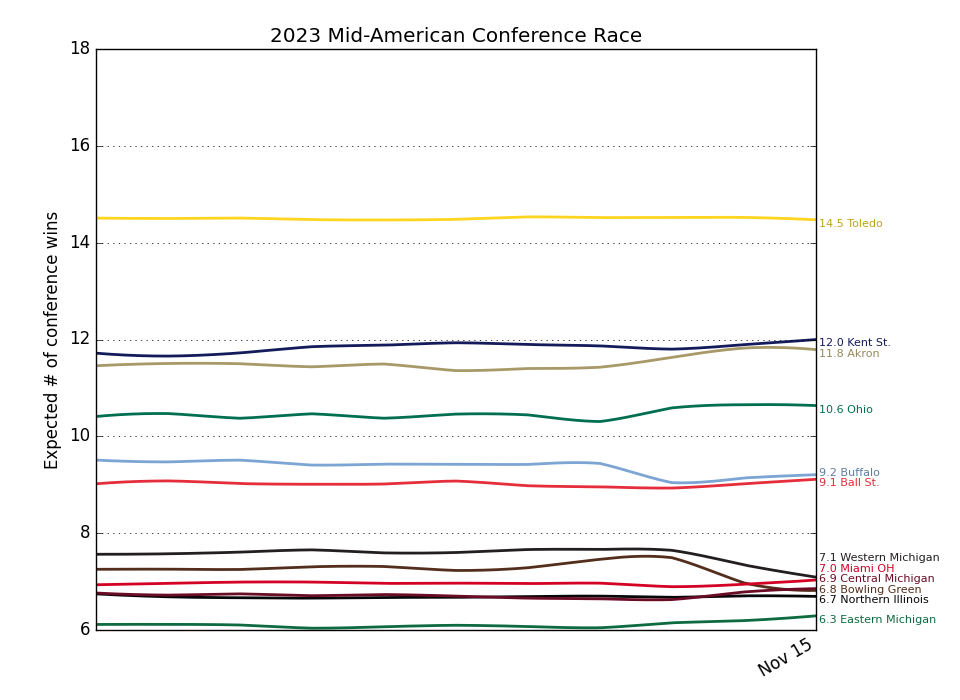 2023 Mid-American Conference Race
Expected # of conference wins
18
16
14
12
10
8
6
14.5 Toledo
12.0 Kent St.
11.8 Akron
10.6 Ohio
9.2 Buffalo
9.1 Ball St.
7.1 Western Michigan
7.0 Miami OH
6.9 Central Michigan
6.8 Bowling Green
6.7 Northern Illinois
6.3 Eastern Michigan
Nov 15